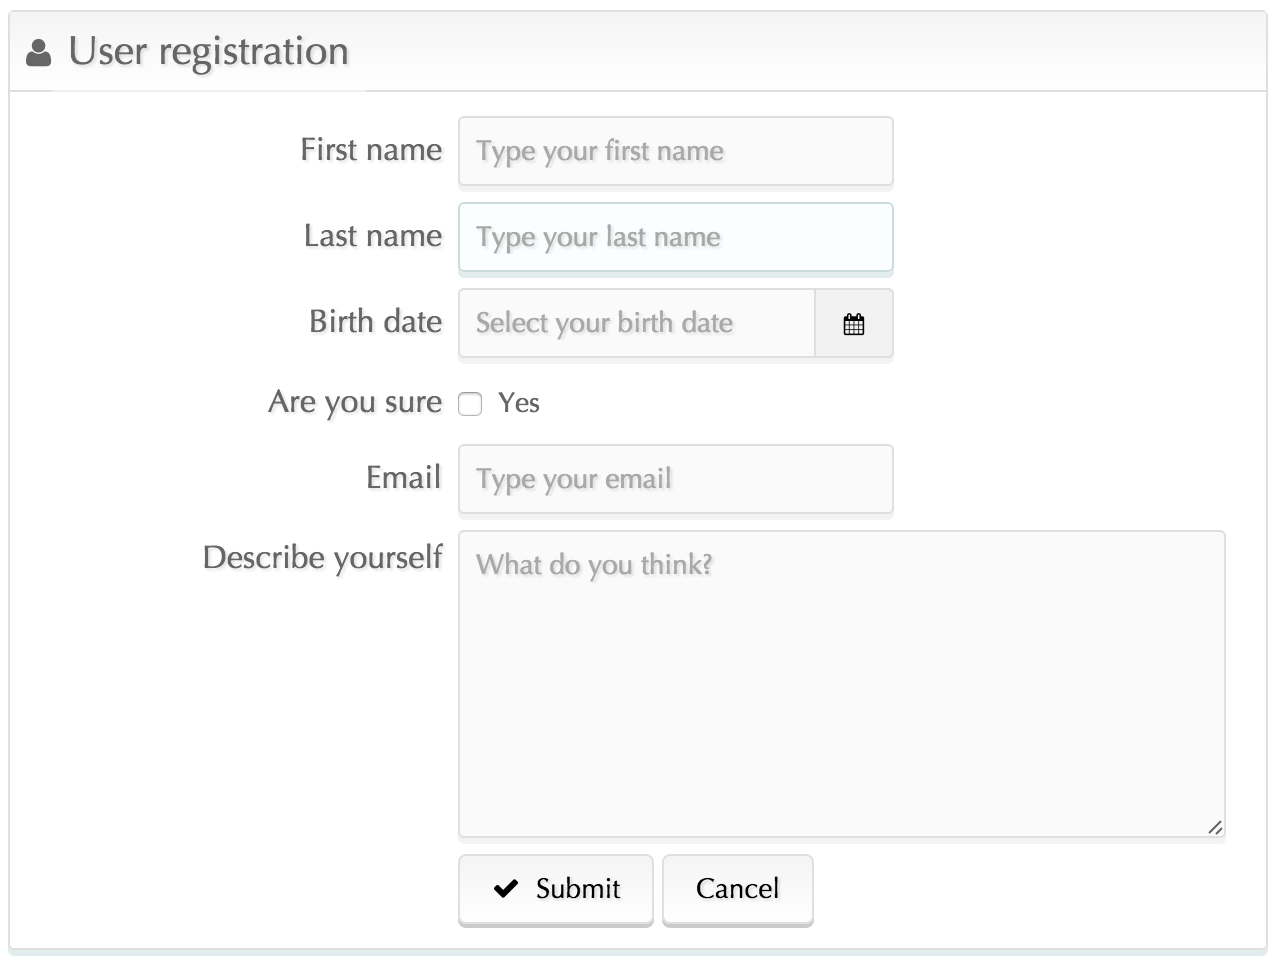 User registration
First name Type your first name
Last name Type your last name
Birth date Select your birth date
Are you sure Yes
Email Type your email
Describe yourself What do you think?
Submit Cancel